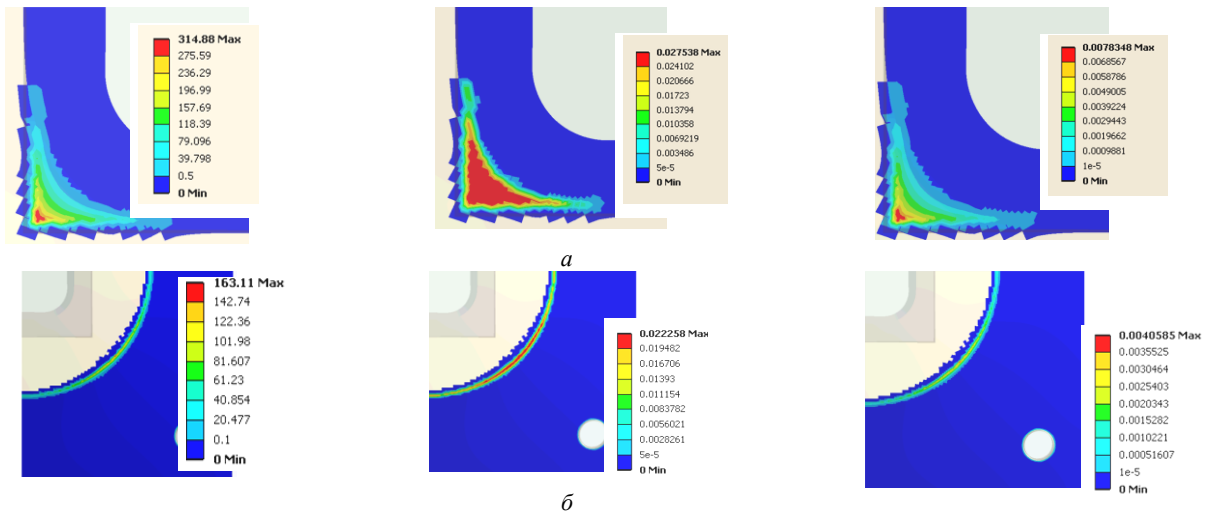 314.88 Max
275.59
236.29
196.99
157.69
118.39
79.096
39.798
0.5
0 Min
0.027538 Max
0.024102
0.020666
0.01723
0.013794
0.010358
0.0069219
0.003486
5e-5
0 Min
0.0078348 Max
0.0068567
0.0058786
0.0049005
0.0039224
0.0029443
0.0019662
0.0009881
1e-5
0 Min
а
163.11 Max
142.74
122.36
101.98
81.607
61.23
40.854
20.477
0.1
0 Min
0.022258 Max
0.019482
0.016706
0.01393
0.011154
0.0083782
0.0056021
0.0028261
5e-5
0 Min
0.0040585 Max
0.0035525
0.0030464
0.0025403
0.0020343
0.0015282
0.0010221
0.00051607
1e-5
0 Min
б